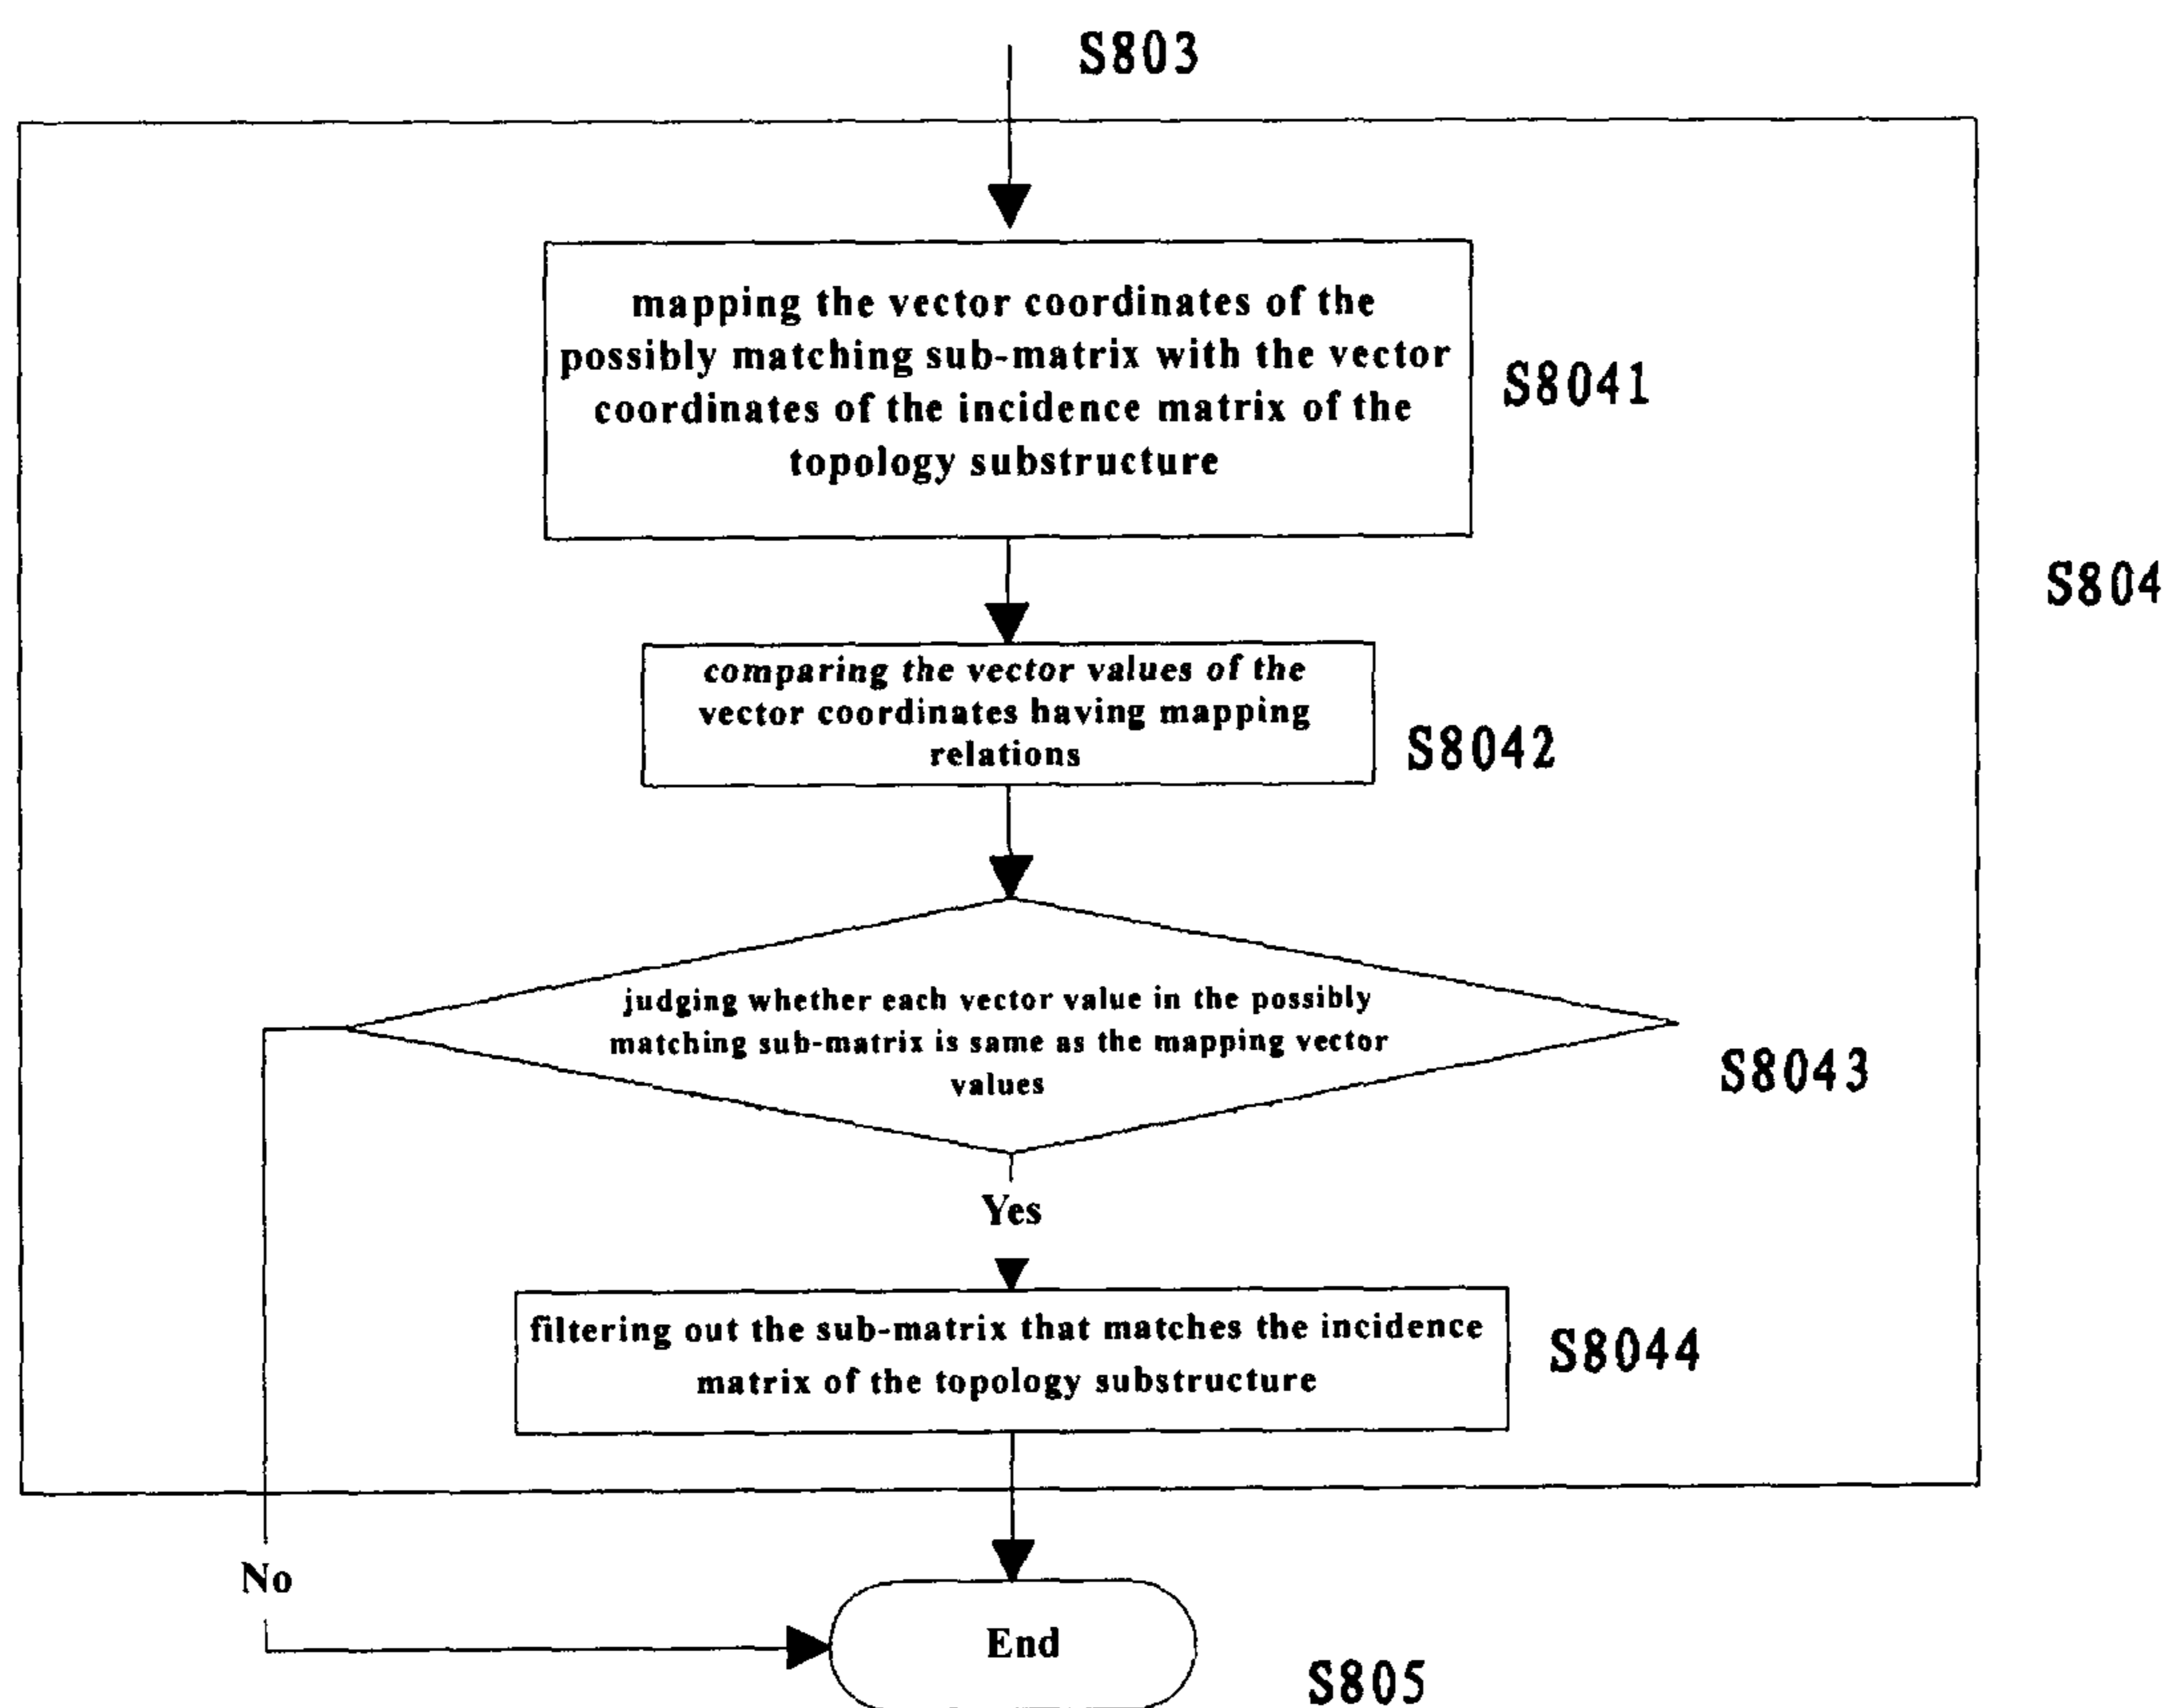 S803
mapping the vector coordinates of the
possibly matching sub-matrix with the vector
coordinates of the incidence matrix of the
topology substructure
S8041
S804
comparing the vector values of the
vector coordinates having mapping
relations
S8042
judging whether each vector value in the possibly
matching sub-matrix is same as the mapping vector
values
S8043
Yes
filtering out the sub-matrix that matches the incidence
matrix of the topology substructure
S8044
No
End
S805